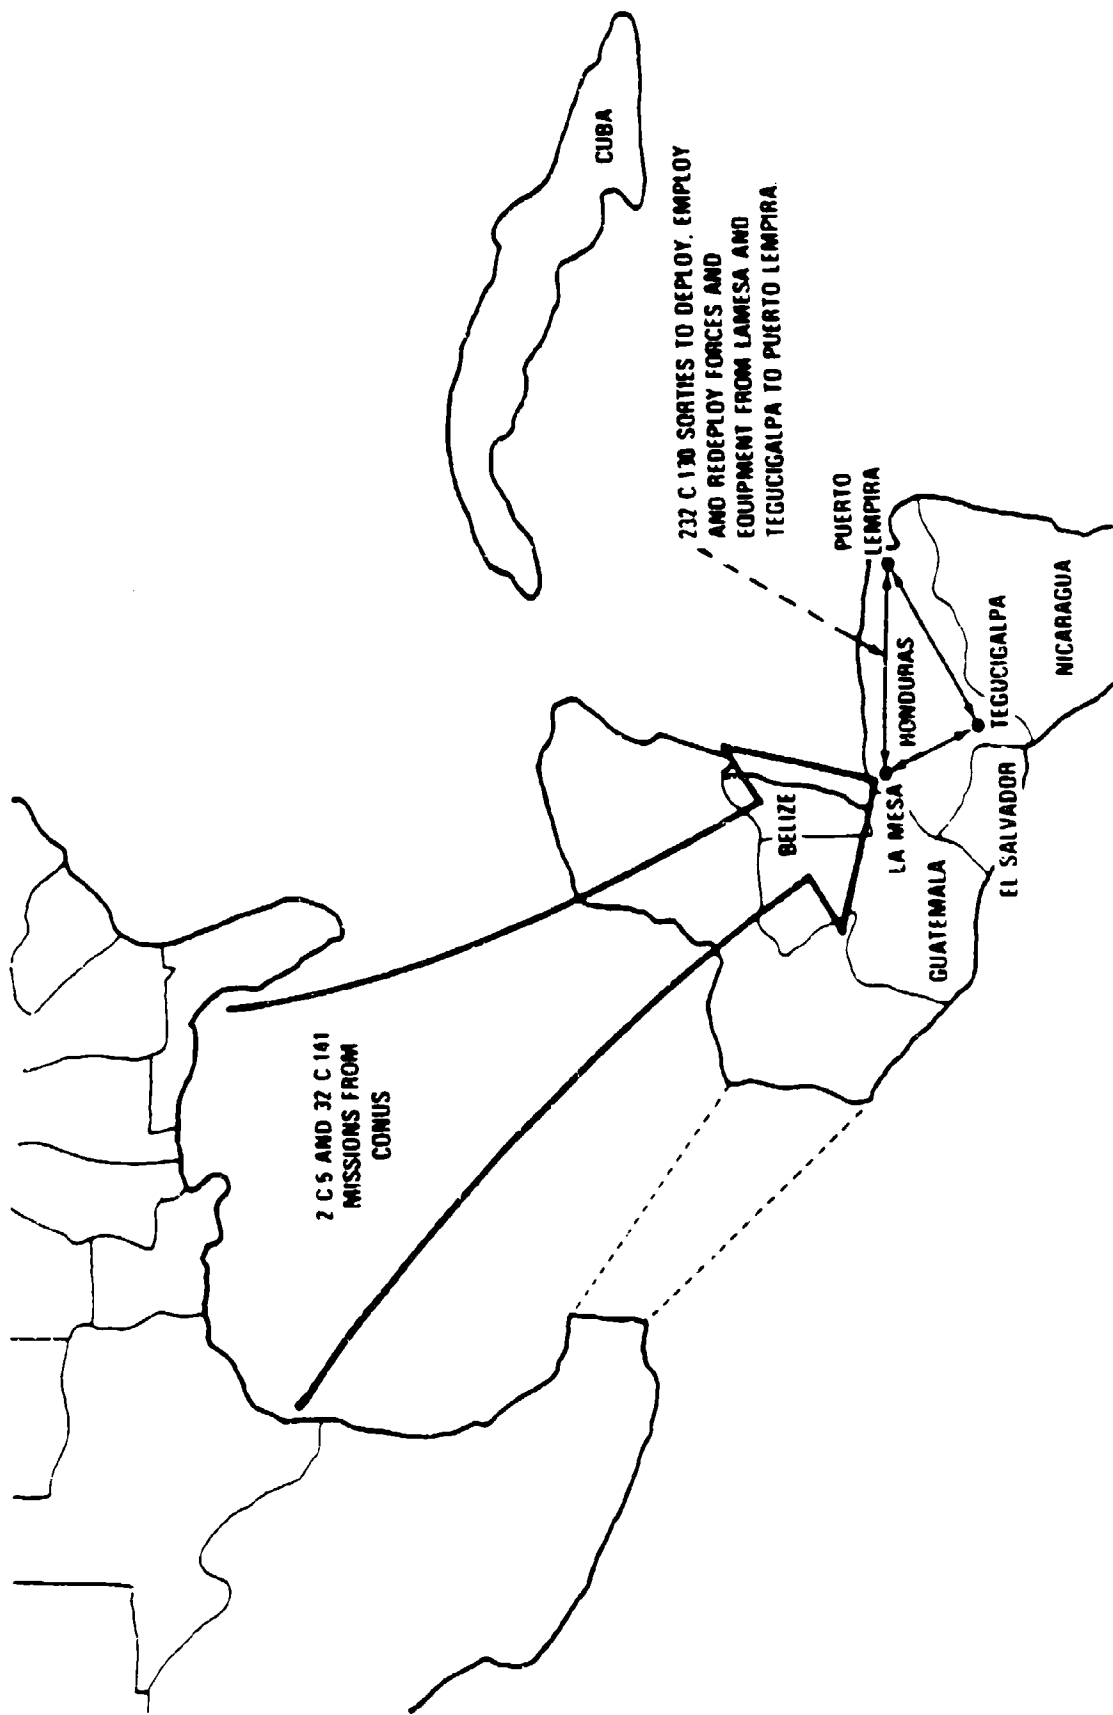 2 C 5 AND 32 C 141
MISSIONS FROM
CONUS
CUBA
232 C 130 SORTIES TO DEPLOY, EMPLOY
AND REDEPLOY FORCES AND
EQUIPMENT FROM LAMESA AND
TEGUCIGALPA TO PUERTO LEMPIRA.
PUERTO
LEMPIRA
BELIZE
HONDURAS
LA MESA
GUATEMALA
TEGUCIGALPA
EL SALVADOR
NICARAGUA